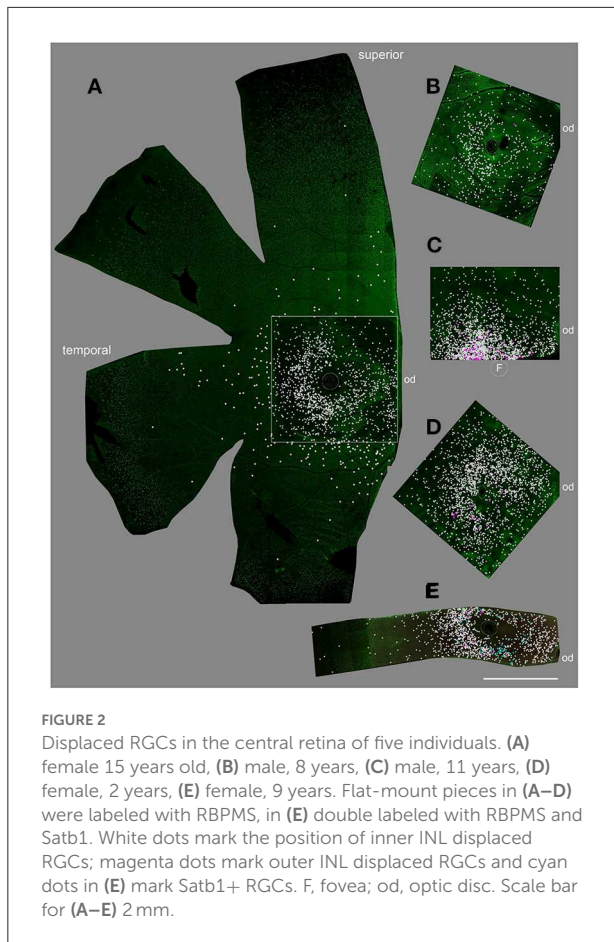 superior
A
B
od
C
temporal
od
od
F
D
od
E
od
FIGURE 2
Displaced RGCs in the central retina of five individuals. (A)
female 15 years old, (B) male, 8 years, (C) male, 11 years, (D)
female, 2 years, (E) female, 9 years. Flat-mount pieces in (A–D)
were labeled with RBPMS, in (E) double labeled with RBPMS and
Satb1. White dots mark the position of inner INL displaced
RGCs; magenta dots mark outer INL displaced RGCs and cyan
dots in (E) mark Satb1+ RGCs. F, fovea; od, optic disc. Scale bar
for (A–E) 2 mm.